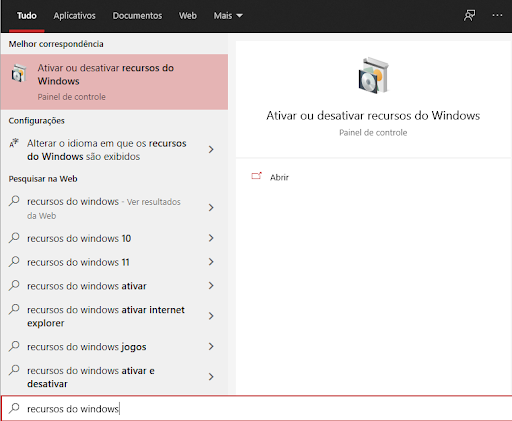 Tudo Aplicativos Documentos Web Mais
Melhor correspondência
Ativar ou desativar recursos do
Windows
Painel de controle
Configurações
Alterar o idioma em que os recursos
do Windows são exibidos
Pesquisar na Web
recursos do windows - Ver resultados
da Web
recursos do windows 10
recursos do windows 11
recursos do windows ativar
recursos do windows ativar internet
explorer
recursos do windows jogos
recursos do windows ativar e
desativar
Ativar ou desativar recursos do Windows
Painel de controle
Abrir
recursos do windows